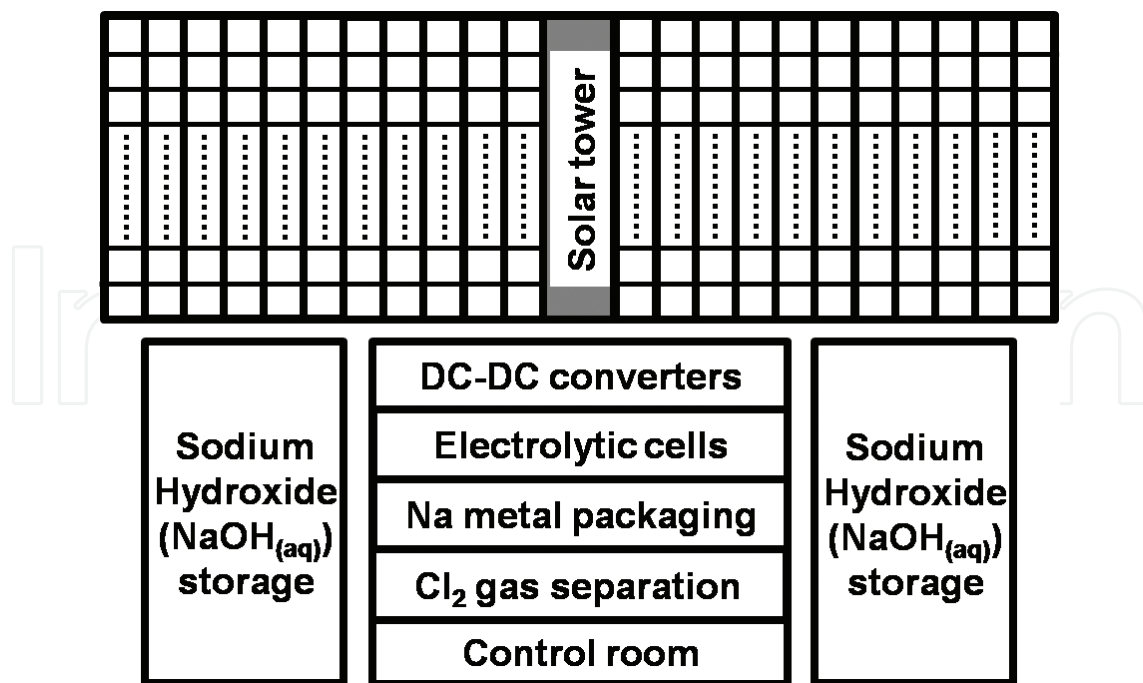 Solar tower
DC-DC converters
Electrolytic cells
Na metal packaging
Cl₂ gas separation
Control room
Sodium
Hydroxide
(NaOH(aq))
storage
Sodium
Hydroxide
(NaOH(aq))
storage